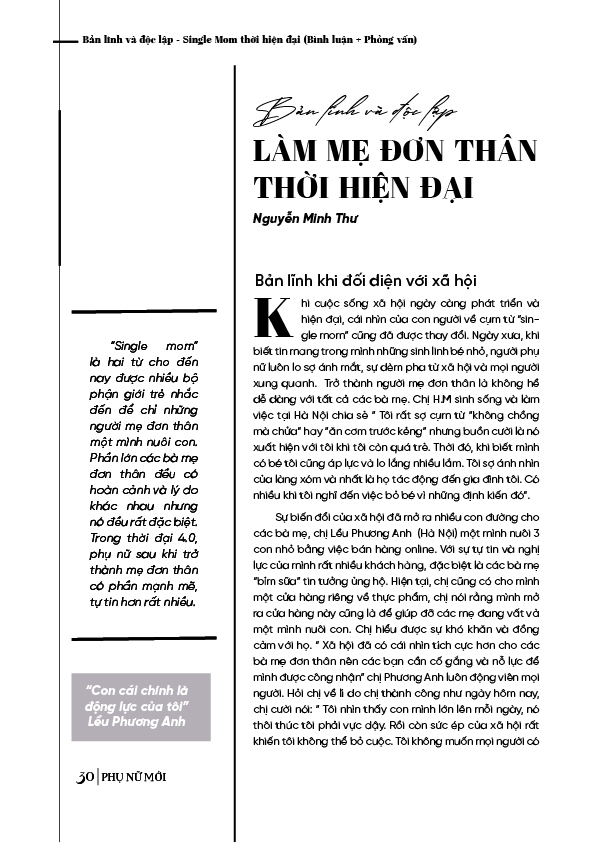 Bản lĩnh và độc lập - Single Mom thời hiện đại (Bình luận + Phỏng vấn)
Bản lĩnh và độc lập
LÀM MẸ ĐƠN THÂN
THỜI HIỆN ĐẠI
Nguyễn Minh Thư
“Single mom”
là hai từ cho đến
nay được nhiều bộ
phận giới trẻ nhắc
đến để chỉ những
người mẹ đơn thân
một mình nuôi con.
Phần lớn các bà mẹ
đơn thân đều có
hoàn cảnh và lý do
khác nhau nhưng
nó đều rất đặc biệt.
Trong thời đại 4.0,
phụ nữ sau khi trở
thành mẹ đơn thân
có phần mạnh mẽ,
tự tin hơn rất nhiều.
“Con cái chính là
động lực của tôi”
Lều Phương Anh
Bản lĩnh khi đối diện với xã hội
Khi cuộc sống xã hội ngày càng phát triển và
hiện đại, cái nhìn của con người về cụm từ “sin-
gle mom” cũng đã được thay đổi. Ngày xưa, khi
biết tin mang trong mình những sinh linh bé nhỏ, người phụ
nữ luôn lo sợ ánh mắt, sự dèm pha từ xã hội và mọi người
xung quanh. Trở thành người mẹ đơn thân là không hề
dễ dàng với tất cả các bà mẹ. Chị H.M sinh sống và làm
việc tại Hà Nội chia sẻ “ Tôi rất sợ cụm từ “không chồng
mà chửa” hay “ăn cơm trước kẻng” nhưng buồn cười là nó
xuất hiện với tôi khi tôi còn quá trẻ. Thời đó, khi biết mình
có bé tôi cũng áp lực và lo lắng nhiều lắm. Tôi sợ ánh nhìn
của làng xóm và nhất là họ tác động đến gia đình tôi. Có
nhiều khi tôi nghĩ đến việc bỏ bé vì những định kiến đó”.
Sự biến đổi của xã hội đã mở ra nhiều con đường cho
các bà mẹ, chị Lều Phương Anh (Hà Nội) một mình nuôi 3
con nhỏ bằng việc bán hàng online. Với sự tự tin và nghị
lực của mình rất nhiều khách hàng, đặc biệt là các bà mẹ
“bỉm sữa” tin tưởng ủng hộ. Hiện tại, chị cũng có cho mình
một cửa hàng riêng về thực phẩm, chị nói rằng mình mở
ra cửa hàng này cũng là để giúp đỡ các mẹ đang vất vả
một mình nuôi con. Chị hiểu được sự khó khăn và đồng
cảm với họ. “ Xã hội đã có cái nhìn tích cực hơn cho các
bà mẹ đơn thân nên các bạn cần cố gắng và nỗ lực để
mình được công nhận” chị Phương Anh luôn động viên mọi
người. Hỏi chị về lí do chị thành công như ngày hôm nay,
chị cười nói: “ Tôi nhìn thấy con mình lớn lên mỗi ngày, nó
thôi thúc tôi phải vực dậy. Rồi còn sức ép của xã hội rất
khiến tôi không thể bỏ cuộc. Tôi không muốn mọi người có
30 | PHỤ NỮ MỚI